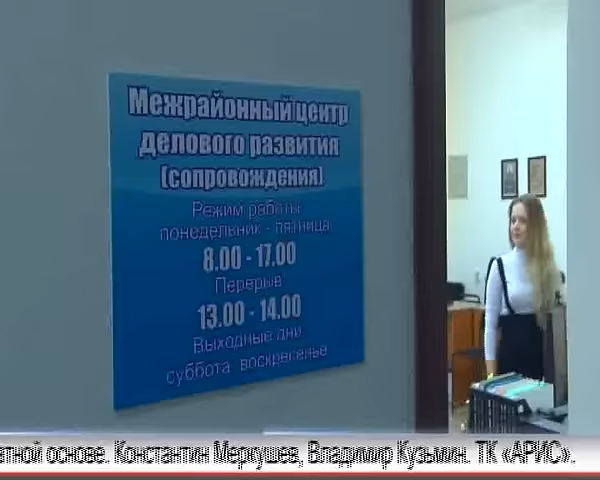 Межрайонный центр
делового развития
(сопровождения)
Режим работы
понедельник - пятница
8.00 - 17.00
Перерыв
13.00 - 14.00
Выходные дни
суббота воскресенье
основе. Константин Меркушев, Владимир Кузьмин. ТК «АРИС».